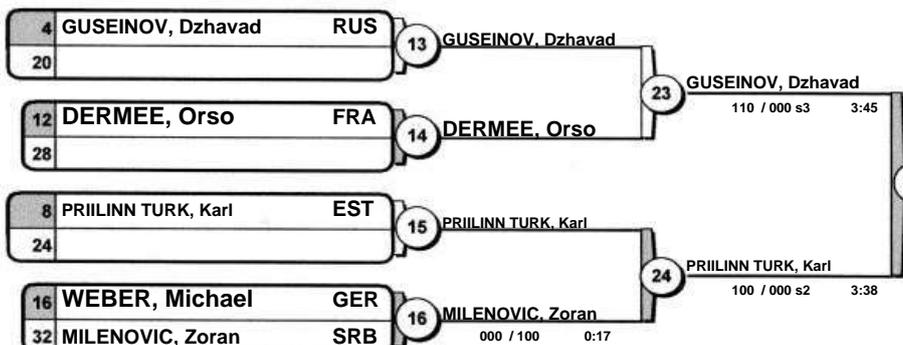 4 GUSEINOV, Dzhavad RUS
20
13 GUSEINOV, Dzhavad
12 DERMEE, Orso FRA
28
14 DERMEE, Orso
23 GUSEINOV, Dzhavad
110 / 000 s3 3:45
8 PRIILINN TURK, Karl EST
24
15 PRIILINN TURK, Karl
16 WEBER, Michael GER
32 MILENOVIC, Zoran SRB
16 MILENOVIC, Zoran
000 / 100 0:17
24 PRIILINN TURK, Karl
100 / 000 s2 3:38